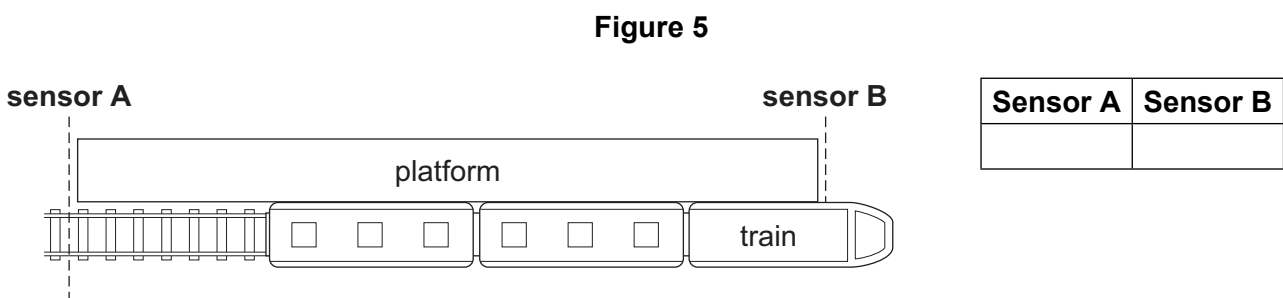 Figure 5
sensor A
sensor B
Sensor A Sensor B
platform
train